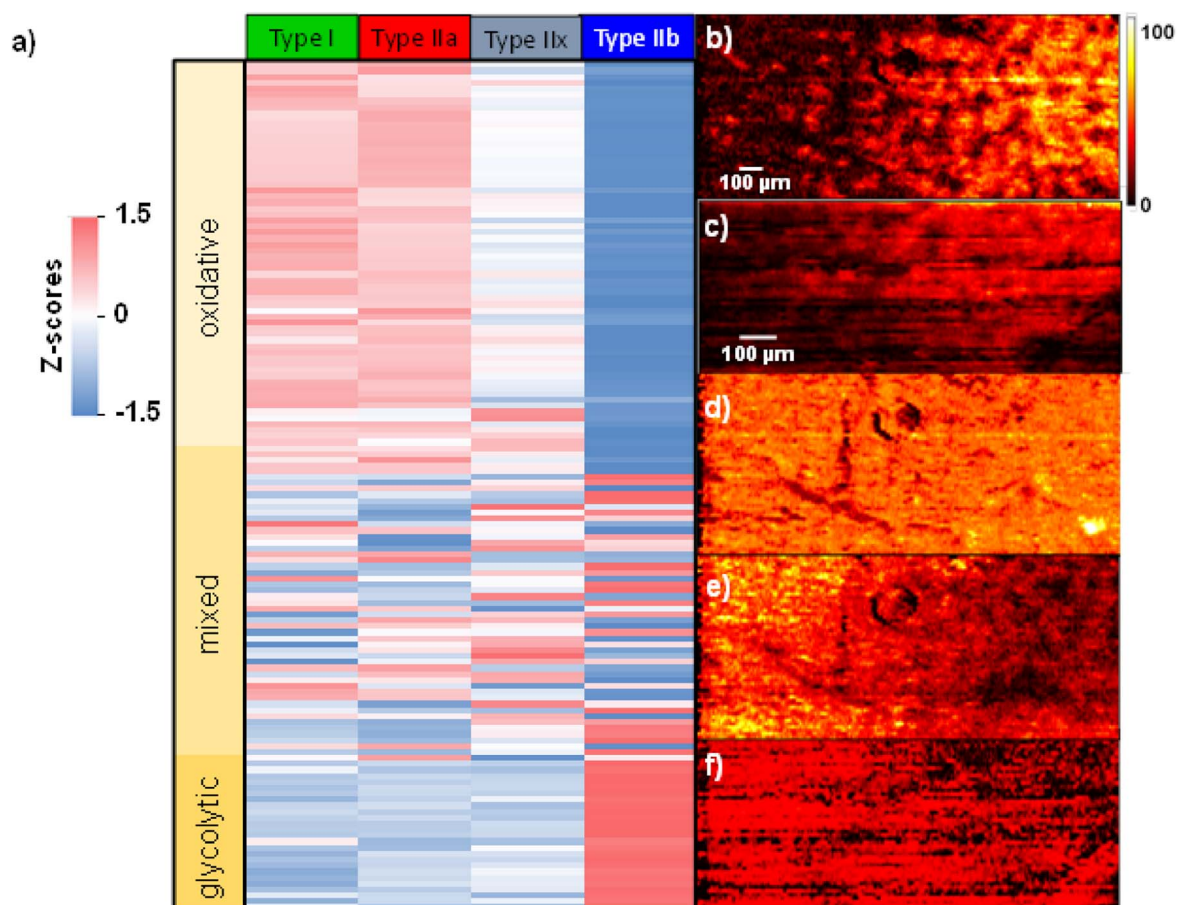 a)
Type I
Type IIa
Type IIx
Type IIb
oxidative
mixed
glycolytic
Z-scores
1.5
0
-1.5
b)
100
0
100 µm
c)
100 µm
d)
e)
f)